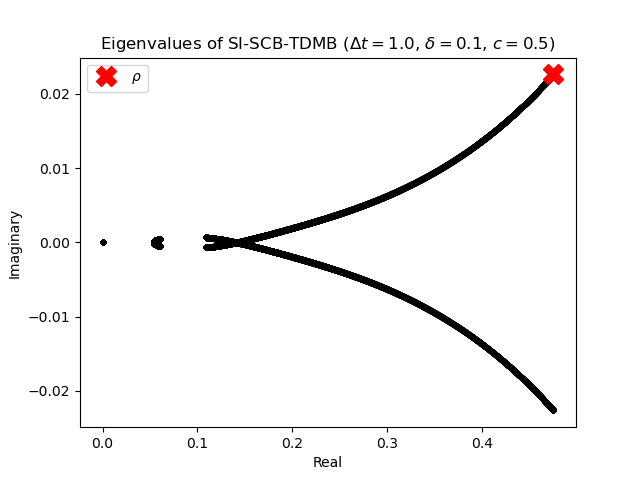 Eigenvalues of SI-SCB-TDMB (Δt = 1.0, δ = 0.1, c = 0.5)
ρ
0.02
0.01
0.00
−0.01
−0.02
Imaginary
0.0 0.1 0.2 0.3 0.4
Real